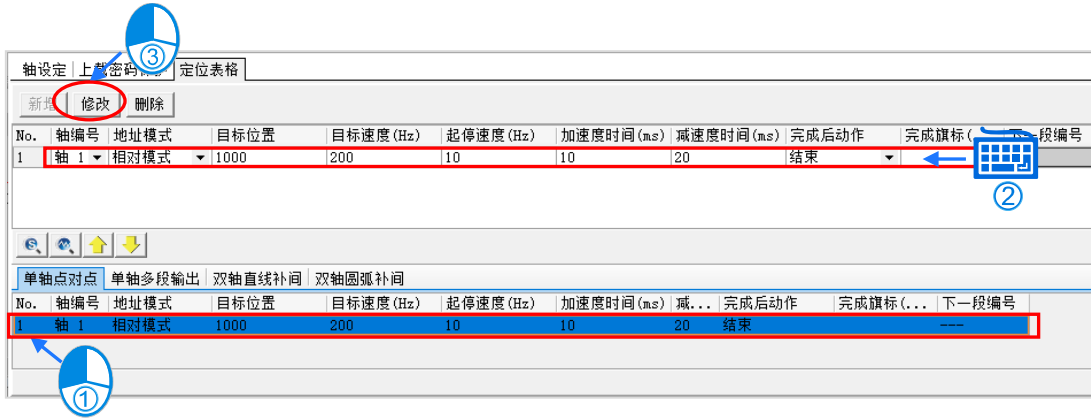 ③
轴设定 上载密码保护 定位表格
新增 修改 删除
No. 轴编号 地址模式 目标位置 目标速度(Hz) 起停速度(Hz) 加速度时间(ms) 减速度时间(ms) 完成后动作 完成旗标( 下一段编号
1 轴 1 相对模式 1000 200 10 10 20 结束
②
单轴点对点 单轴多段输出 双轴直线补间 双轴圆弧补间
No. 轴编号 地址模式 目标位置 目标速度(Hz) 起停速度(Hz) 加速度时间(ms) 减... 完成后动作 完成旗标(... 下一段编号
1 轴 1 相对模式 1000 200 10 10 20 结束 ---
①